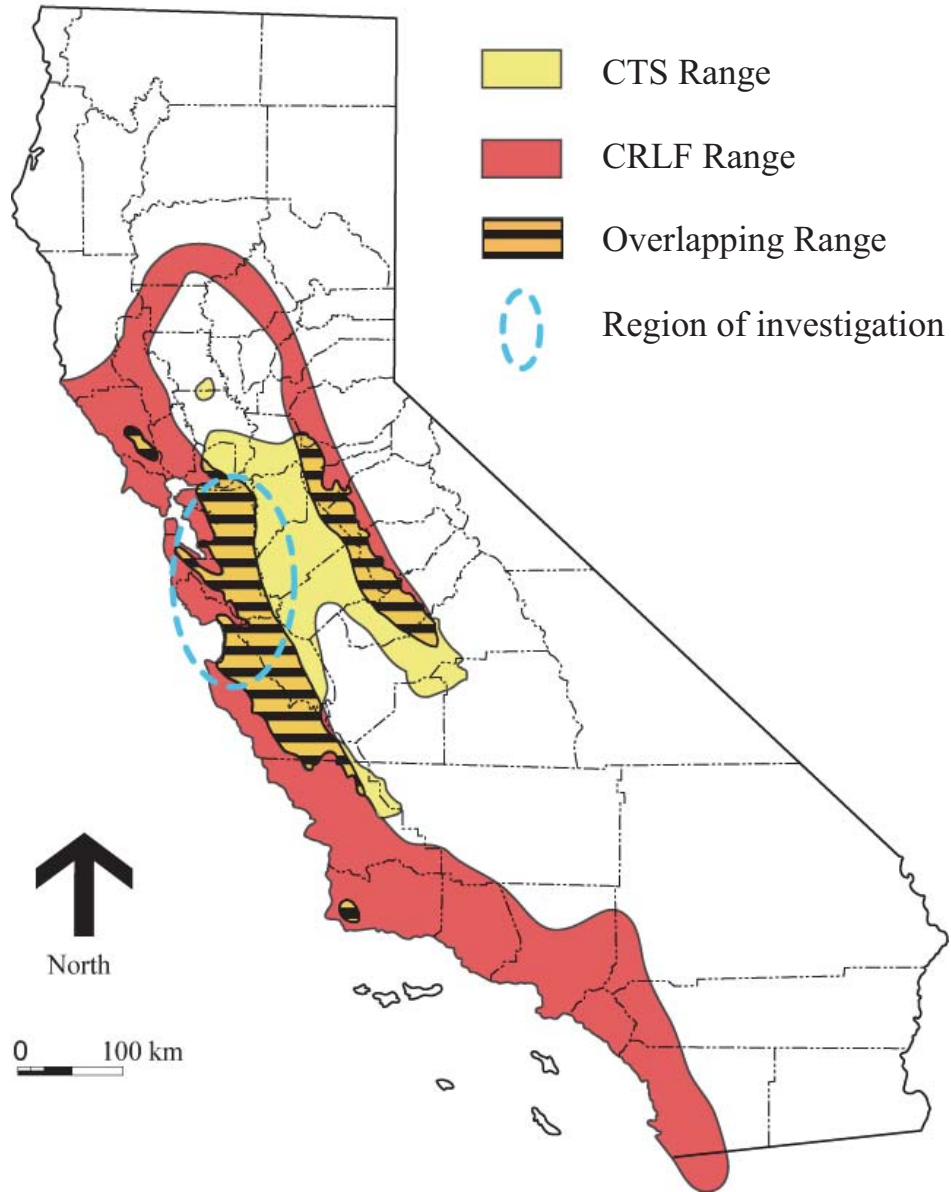 CTS Range
CRLF Range
Overlapping Range
Region of investigation
North
0 100 km